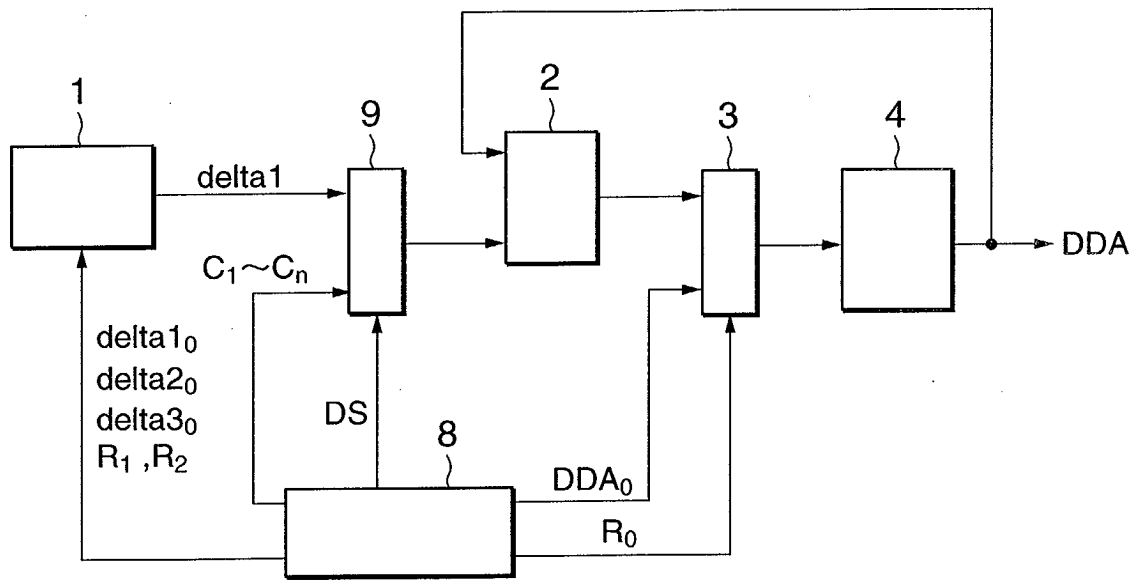 1
9
2
3
4
delta1
DDA
C₁～Cₙ
delta1₀
delta2₀
delta3₀
R₁ ,R₂
DS
8
DDA₀
R₀